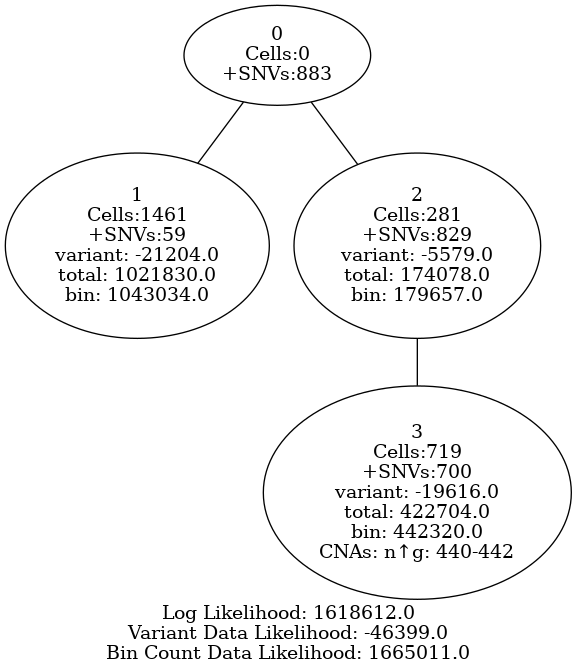 0
Cells:0
+SNVs:883
1
Cells:1461
+SNVs:59
variant: -21204.0
total: 1021830.0
bin: 1043034.0
2
Cells:281
+SNVs:829
variant: -5579.0
total: 174078.0
bin: 179657.0
3
Cells:719
+SNVs:700
variant: -19616.0
total: 422704.0
bin: 442320.0
CNAs: n↑g: 440-442
Log Likelihood: 1618612.0
Variant Data Likelihood: -46399.0
Bin Count Data Likelihood: 1665011.0